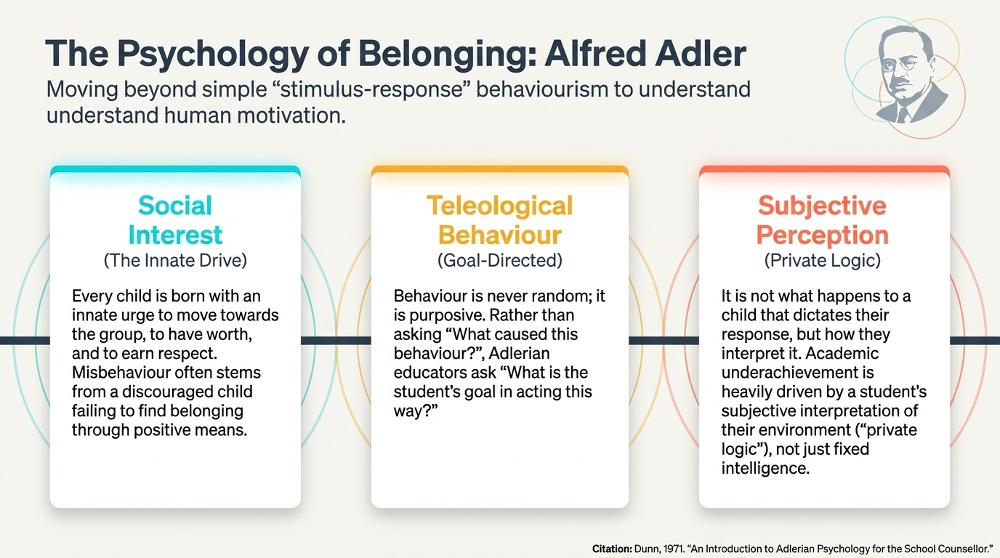 The Psychology of Belonging: Alfred Adler
Moving beyond simple “stimulus-response” behaviourism to understand
understand human motivation.
Social
Interest
(The Innate Drive)
Every child is born with an
innate urge to move towards
the group, to have worth,
and to earn respect.
Misbehaviour often stems
from a discouraged child
failing to find belonging
through positive means.
Teleological
Behaviour
(Goal-Directed)
Behaviour is never random; it
is purposive. Rather than
asking “What caused this
behaviour?”, Adlerian
educators ask “What is the
student’s goal in acting this
way?”
Subjective
Perception
(Private Logic)
It is not what happens to a
child that dictates their
response, but how they
interpret it. Academic
underachievement is
heavily driven by a student’s
subjective interpretation of
their environment (“private
logic”), not just fixed
intelligence.
Citation: Dunn, 1971. “An Introduction to Adlerian Psychology for the School Counsellor.”